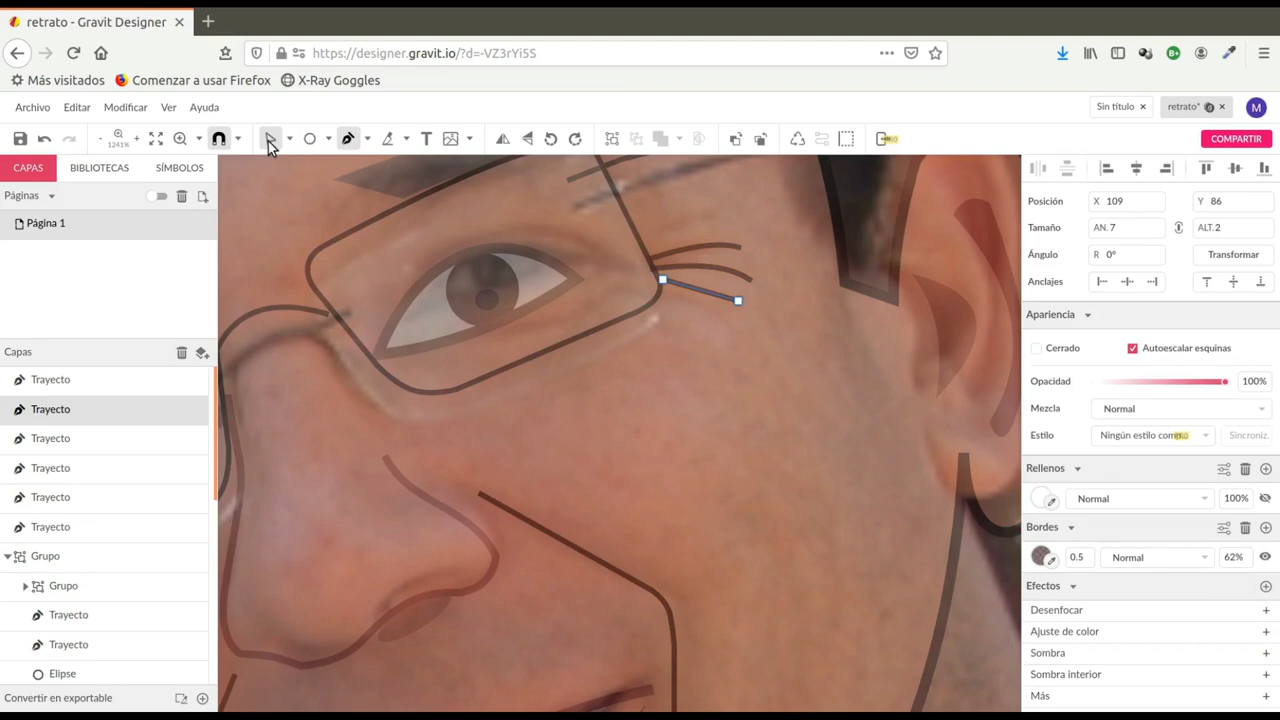 retrato - Gravit Designer
https://designer.gravit.io/?d=-VZ3rYi5S
Más visitados Comenzar a usar Firefox X-Ray Goggles
Archivo Editar Modificar Ver Ayuda
Sin título
retrato*
M
1241%
COMPARTIR
CAPAS BIBLIOTECAS SÍMBOLOS
Páginas
Página 1
Capas
Trayecto
Trayecto
Trayecto
Trayecto
Trayecto
Trayecto
Grupo
Grupo
Trayecto
Trayecto
Elipse
Convertir en exportable
Posición X 109 Y 86
Tamaño AN. 7 ALT. 2
Ángulo R 0° Transformar
Anclajes
Apariencia
Cerrado Autoescalar esquinas
Opacidad 100%
Mezcla Normal
Estilo Ningún estilo Sincroniz.
Rellenos
Normal 100%
Bordes
0.5 Normal 62%
Efectos
Desenfocar
Ajuste de color
Sombra
Sombra interior
Más